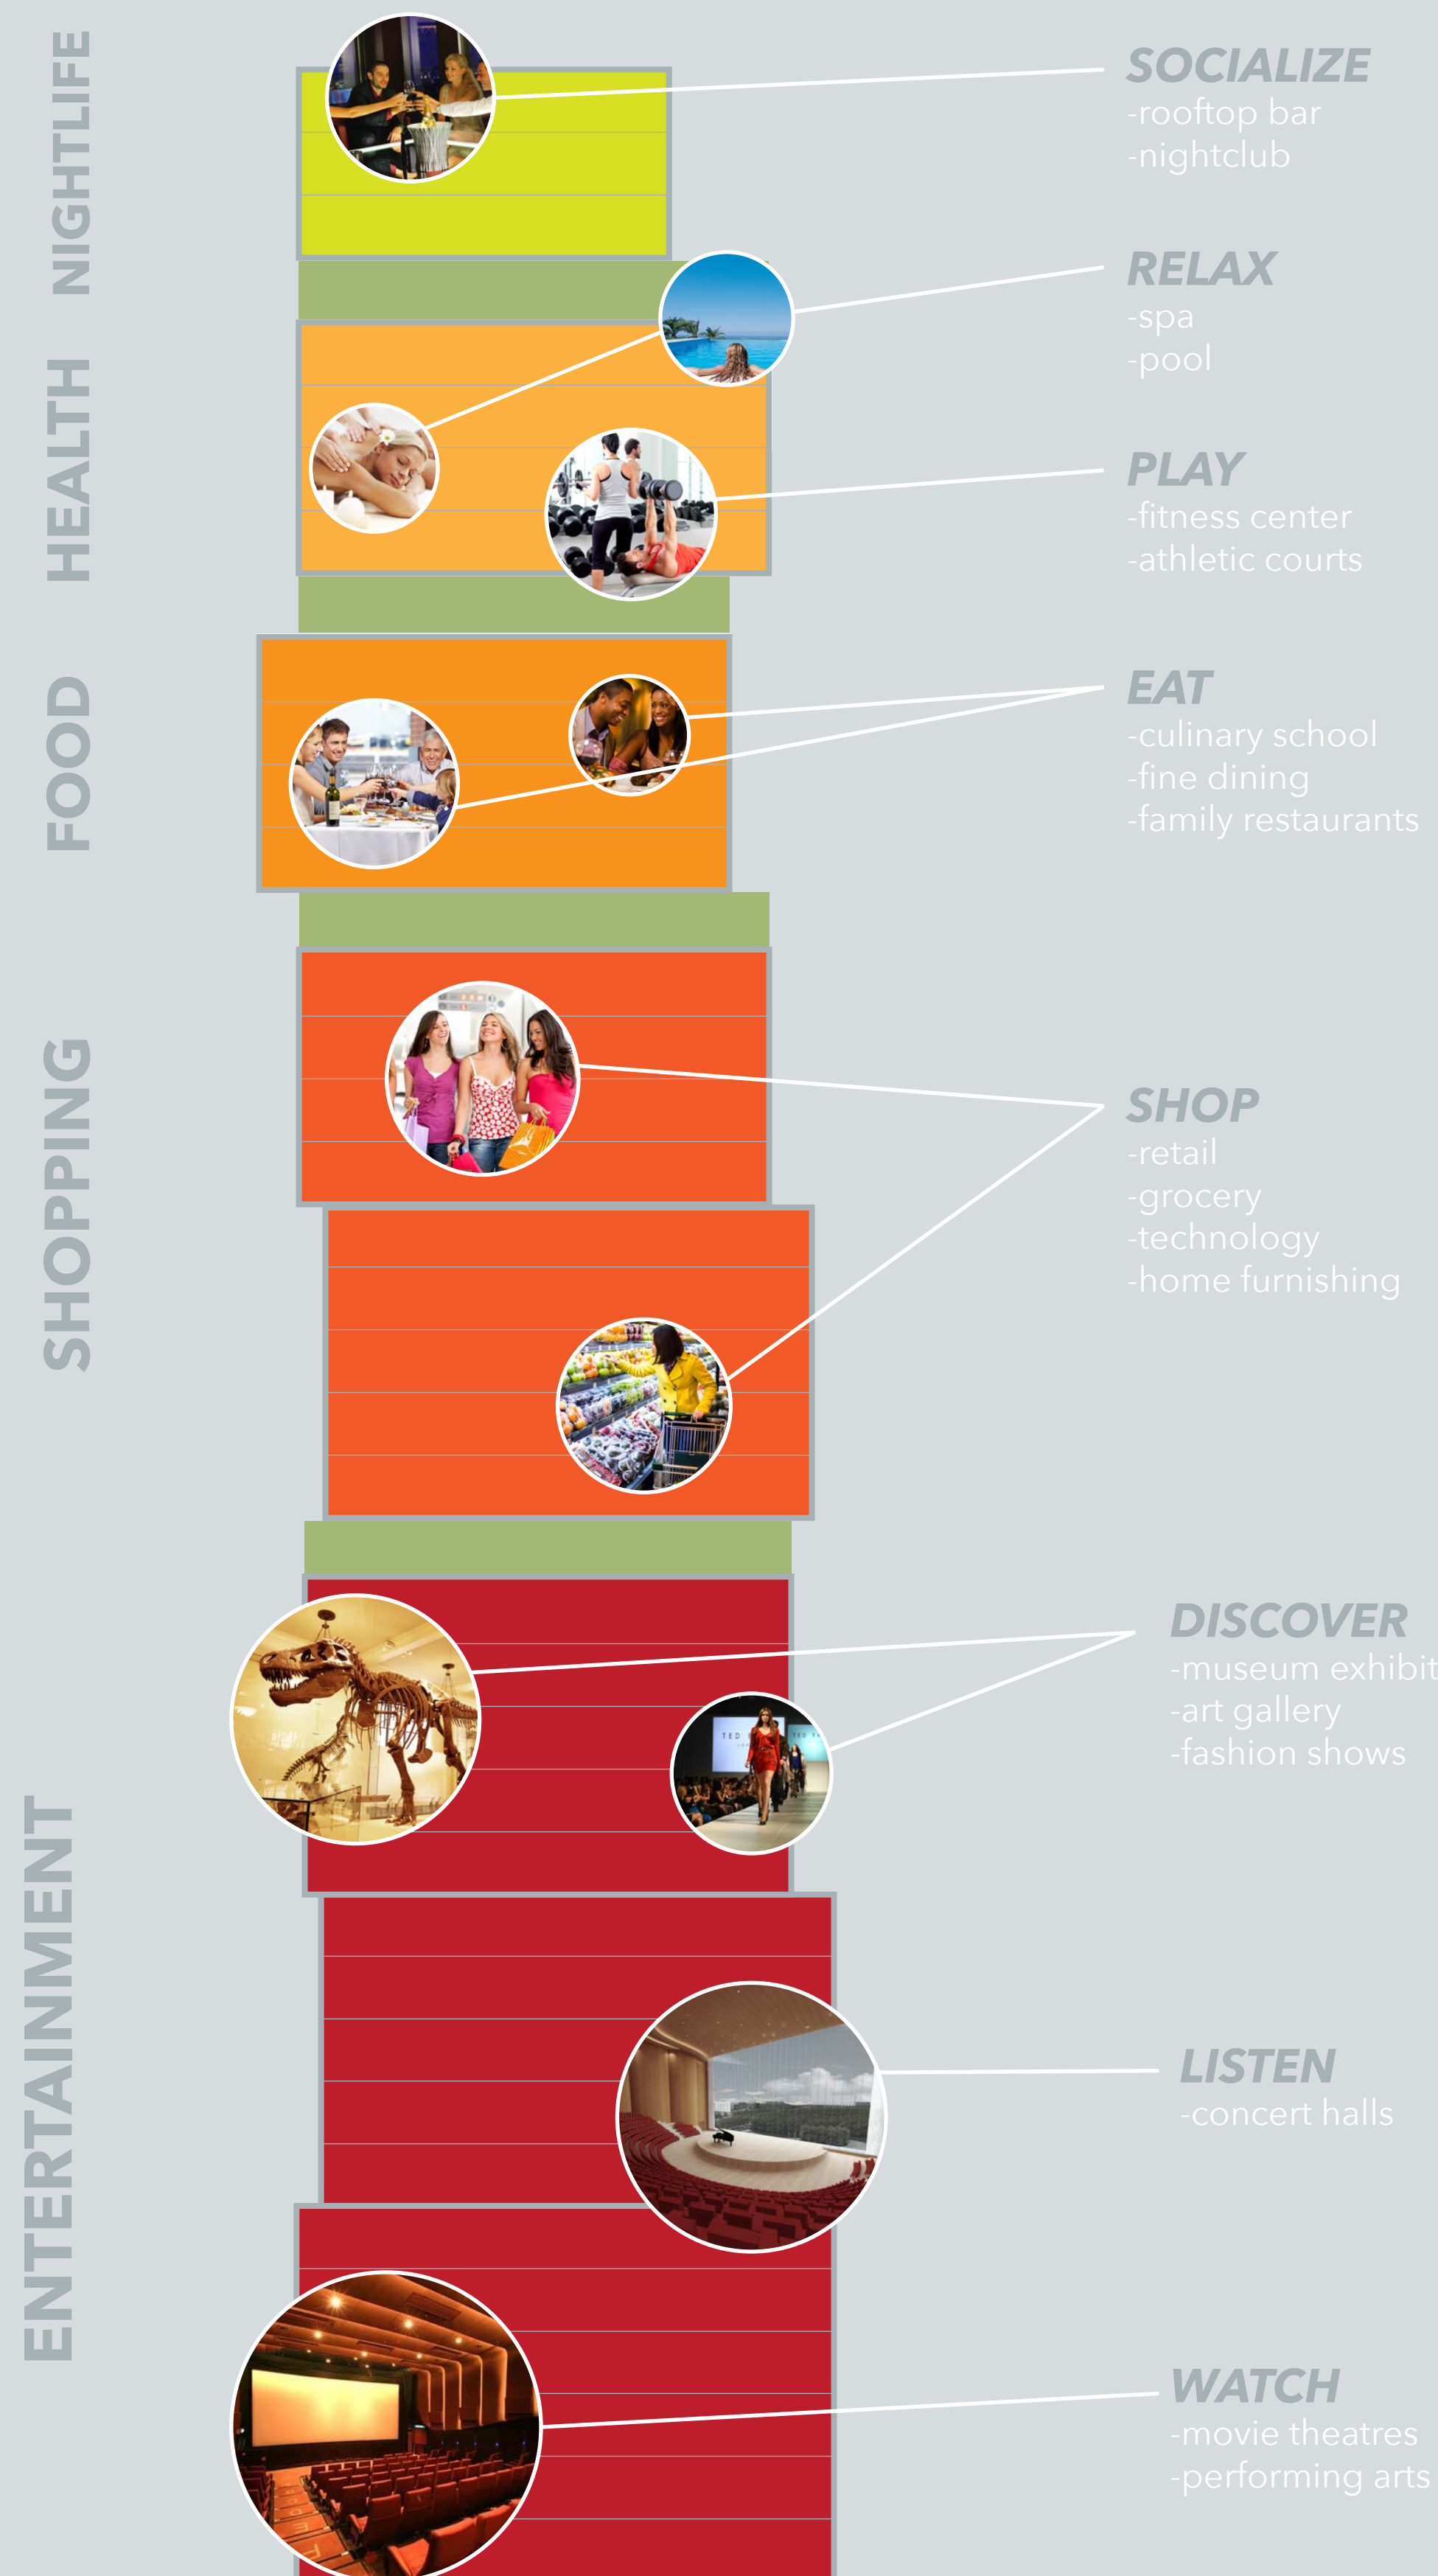 NIGHTLIFE
SOCIALIZE
-rooftop bar
-nightclub
RELAX
-spa
-pool
HEALTH
PLAY
-fitness center
-athletic courts
FOOD
EAT
-culinary school
-fine dining
-family restaurants
SHOPPING
SHOP
-retail
-grocery
-technology
-home furnishing
ENTERTAINMENT
DISCOVER
-museum exhibit
-art gallery
-fashion shows
TED
LISTEN
-concert halls
WATCH
-movie theatres
-performing arts